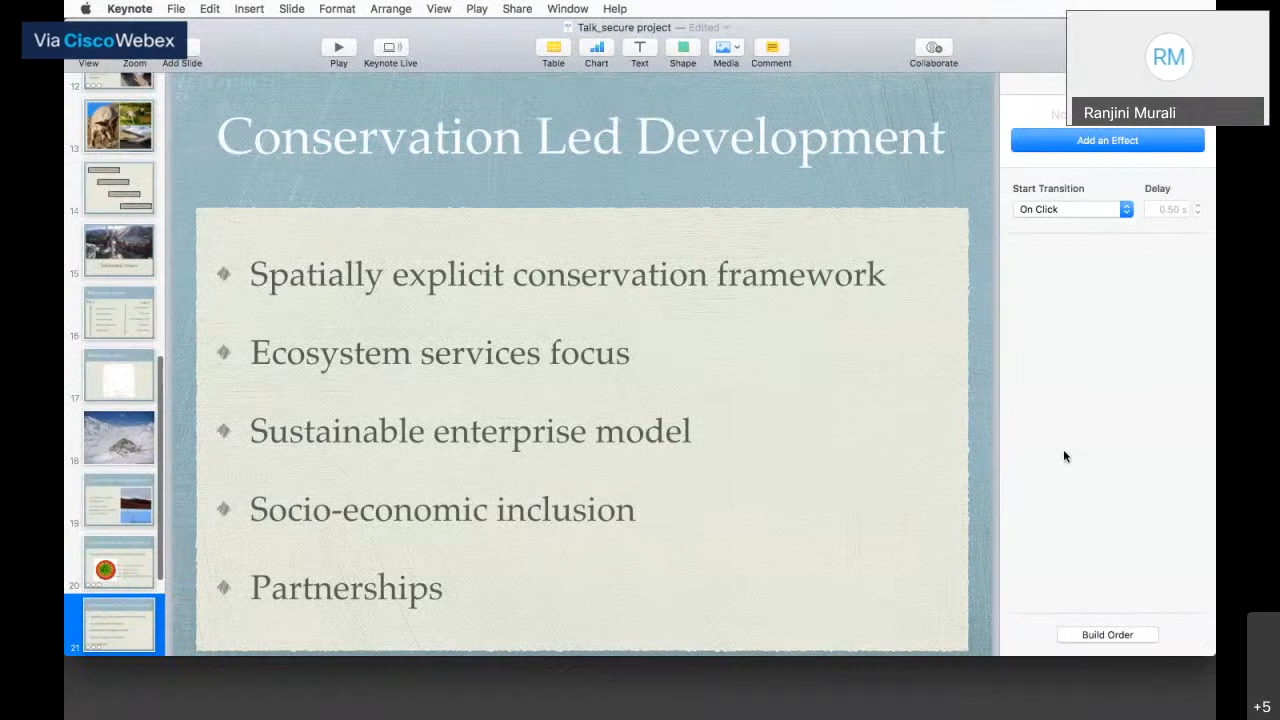 Keynote File Edit Insert Slide Format Arrange View Play Share Window Help
Via CiscoWebex
Talk_secure project — Edited
View Zoom Add Slide Play Keynote Live Table Chart Text Shape Media Comment Collaborate
RM
Ranjini Murali
Add an Effect
Start Transition Delay
On Click 0.50 s
12
13
14
15
16
17
18
19
20
21
Conservation Led Development
Spatially explicit conservation framework
Ecosystem services focus
Sustainable enterprise model
Socio-economic inclusion
Partnerships
Build Order
+5